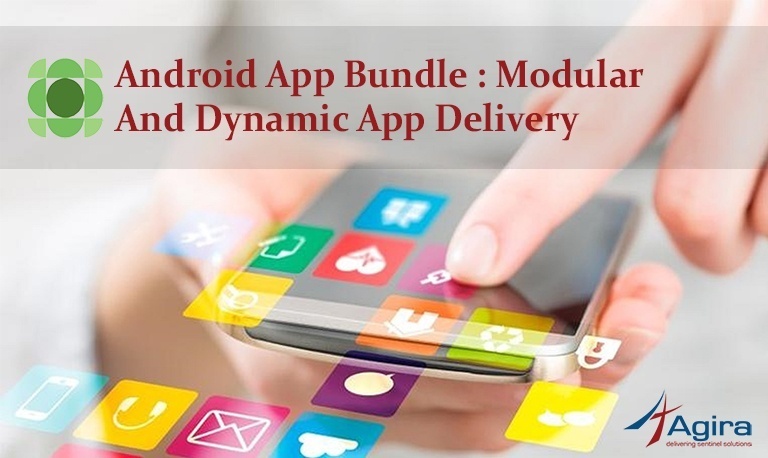 Android App Bundle : Modular
And Dynamic App Delivery
Agira
delivering sentinel solutions